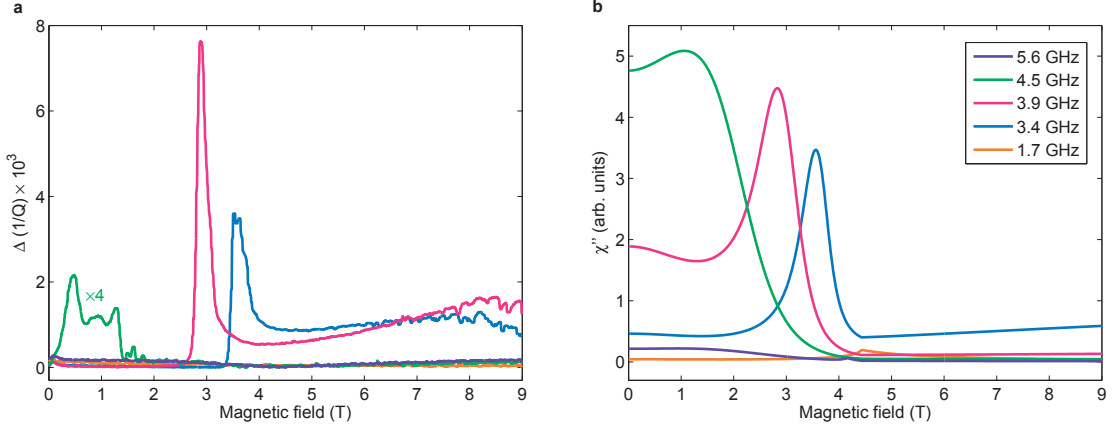 a
8
6
4
2
0
Δ (1/Q) × 10³
×4
0 1 2 3 4 5 6 7 8 9
Magnetic field (T)
b
5
4
3
2
1
0
χ’’ (arb. units)
5.6 GHz
4.5 GHz
3.9 GHz
3.4 GHz
1.7 GHz
0 1 2 3 4 5 6 7 8 9
Magnetic field (T)